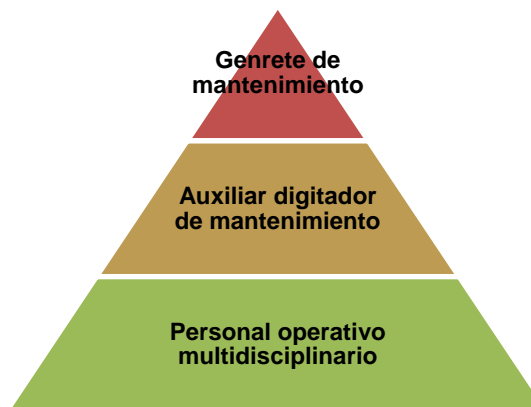 Genrete de
mantenimiento
Auxiliar digitador
de mantenimiento
Personal operativo
multidisciplinario